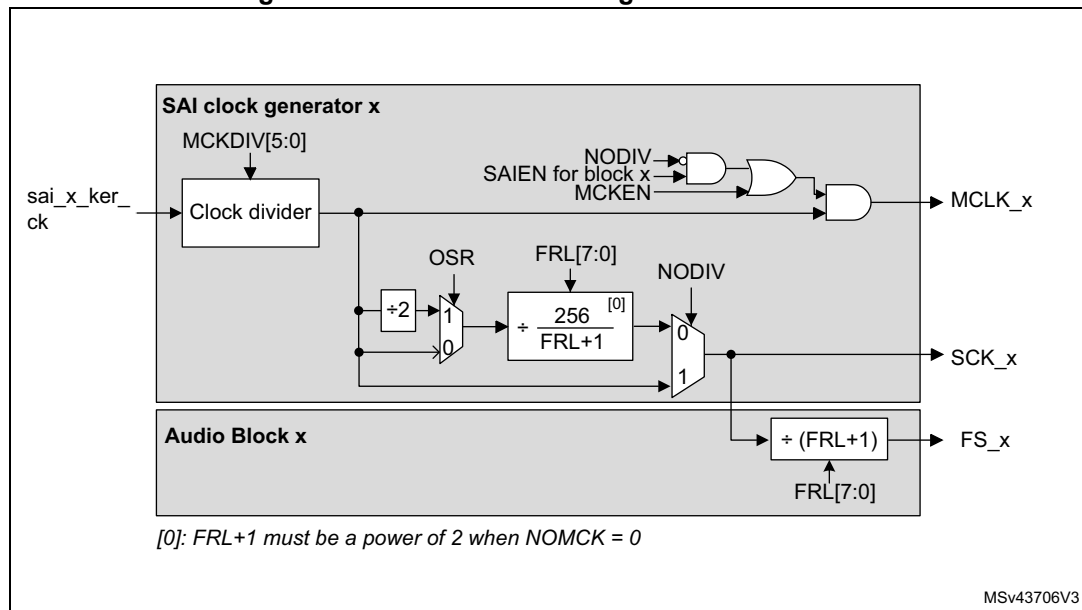 SAI clock generator x
MCKDIV[5:0]
NODIV
SAIEN for block x
MCKEN
sai_x_ker_
ck
Clock divider
MCLK_x
OSR
FRL[7:0]
NODIV
÷2
1
0
÷ 256 [0]
FRL+1
0
1
SCK_x
Audio Block x
÷ (FRL+1)
FS_x
FRL[7:0]
[0]: FRL+1 must be a power of 2 when NOMCK = 0
MSv43706V3